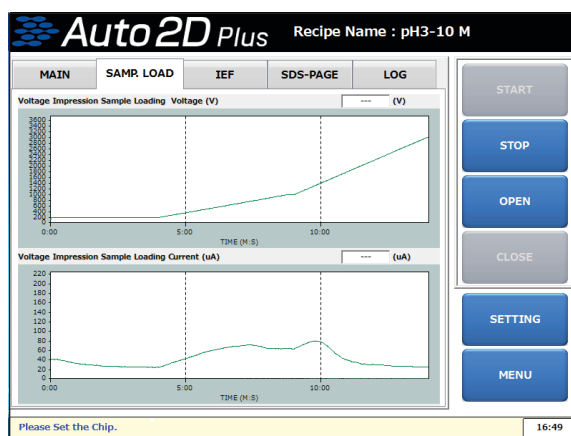 Auto2D Plus Recipe Name : pH3-10 M
MAIN SAMP. LOAD IEF SDS-PAGE LOG
Voltage Impression Sample Loading Voltage (V) --- (V)
3600
3400
3200
3000
2800
2600
2400
2200
2000
1800
1600
1400
1200
1000
800
600
400
200
0
0:00 5:00 10:00
TIME (M:S)
Voltage Impression Sample Loading Current (uA) --- (uA)
220
200
180
160
140
120
100
80
60
40
20
0
0:00 5:00 10:00
TIME (M:S)
START
STOP
OPEN
CLOSE
SETTING
MENU
Please Set the Chip. 16:49